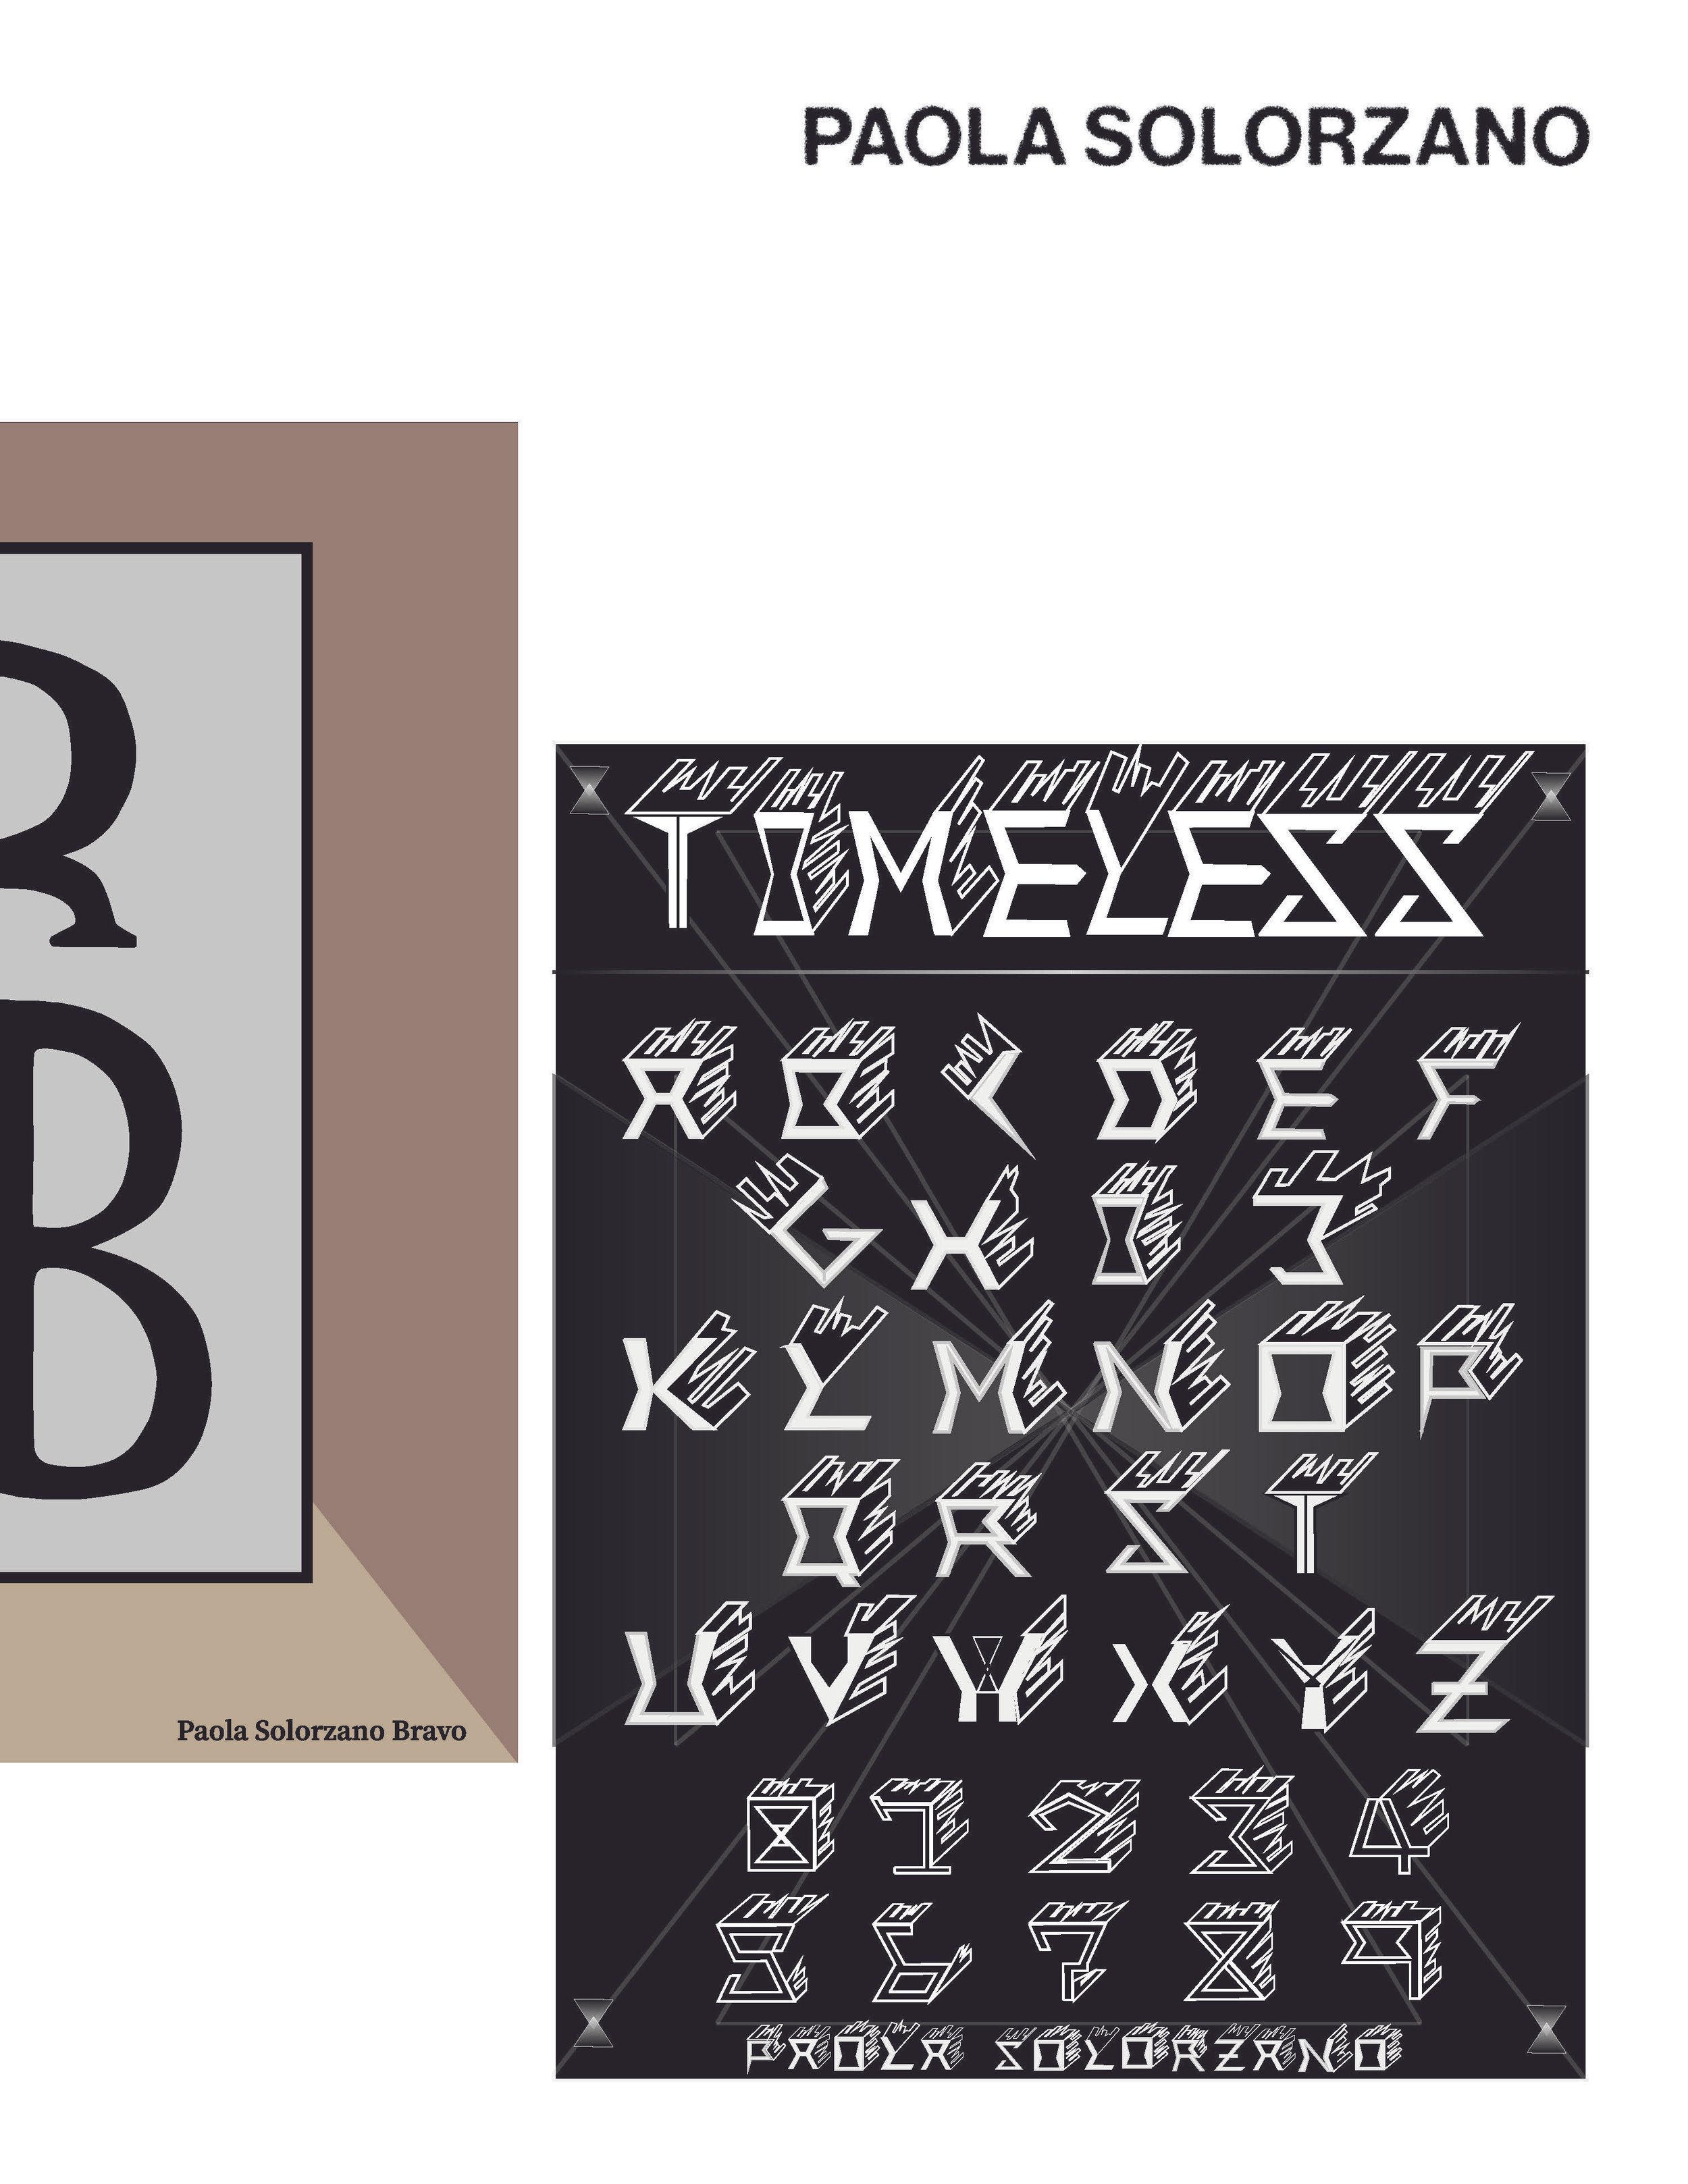 PAOLA SOLORZANO
R
B
Paola Solorzano Bravo
TIMELESS
A B C D E F
G H I J
K L M N O P
Q R S T
U V W X Y Z
0 1 2 3 4
5 6 7 8 9
PAOLA SOLORZANO